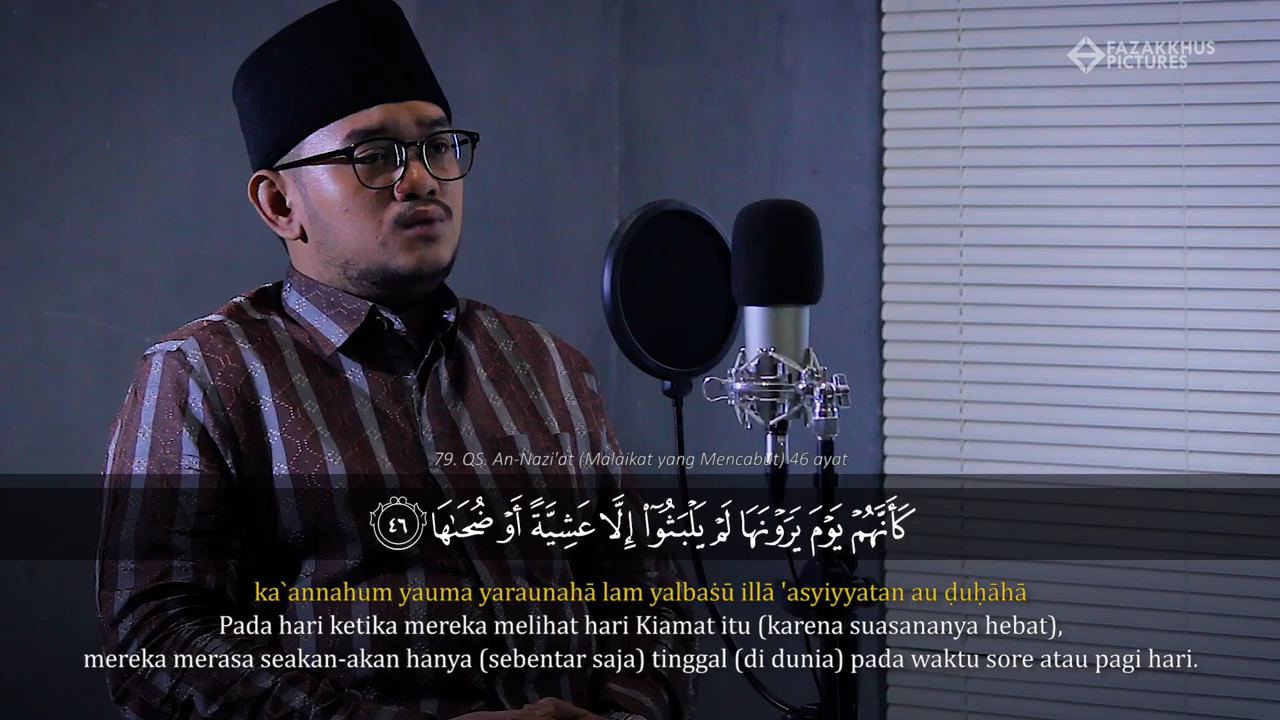 FAZAKKHUS
PICTURES
79. QS. An-Nazi'at (Malaikat yang Mencabut) 46 ayat
كَأَنَّهُمْ يَوْمَ يَرَوْنَهَا لَمْ يَلْبَثُوٓا۟ إِلَّا عَشِيَّةً أَوْ ضُحَىٰهَا ٤٦
ka`annahum yauma yaraunahā lam yalbaṡū illā 'asyiyyatan au ḍuḥāhā
Pada hari ketika mereka melihat hari Kiamat itu (karena suasananya hebat),
mereka merasa seakan-akan hanya (sebentar saja) tinggal (di dunia) pada waktu sore atau pagi hari.